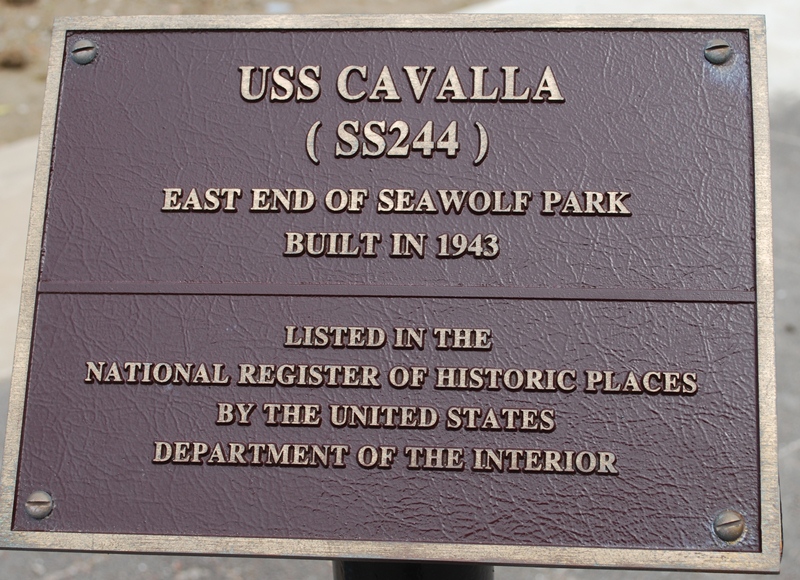 USS CAVALLA
( SS244 )
EAST END OF SEAWOLF PARK
BUILT IN 1943
LISTED IN THE
NATIONAL REGISTER OF HISTORIC PLACES
BY THE UNITED STATES
DEPARTMENT OF THE INTERIOR